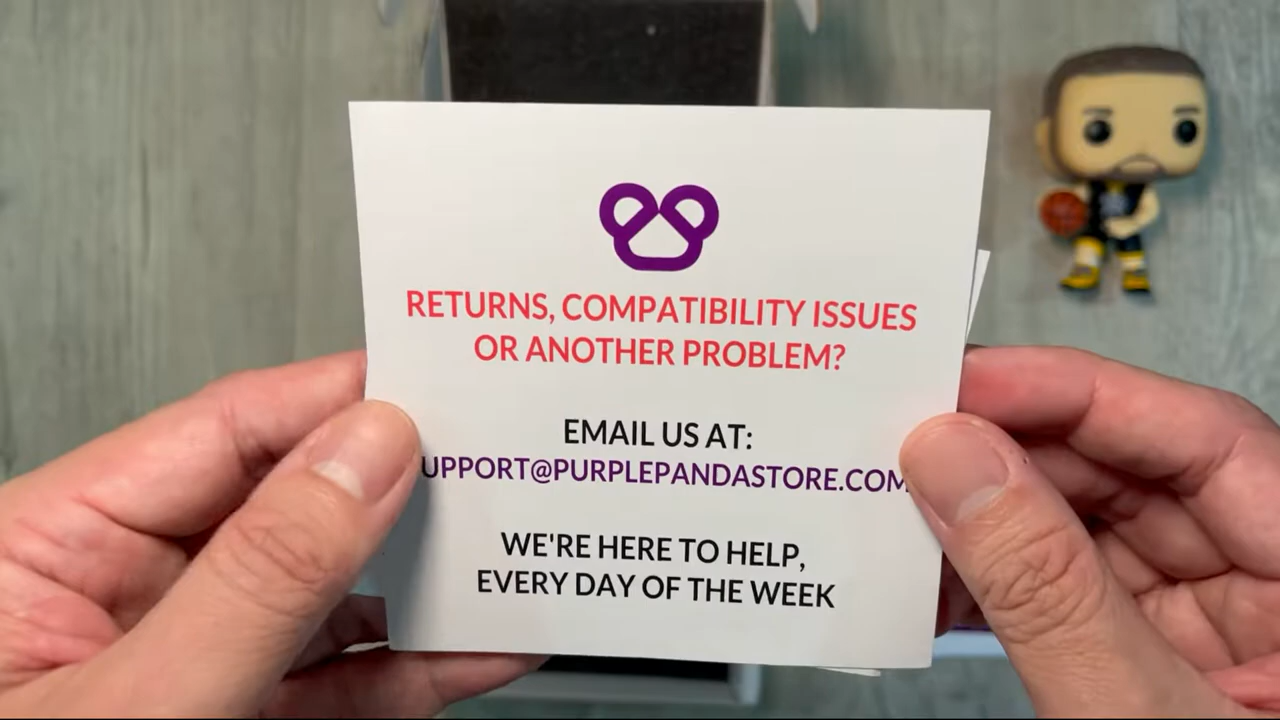 RETURNS, COMPATIBILITY ISSUES
OR ANOTHER PROBLEM?
EMAIL US AT:
UPPORT@PURPLEPANDASTORE.COM
WE'RE HERE TO HELP,
EVERY DAY OF THE WEEK